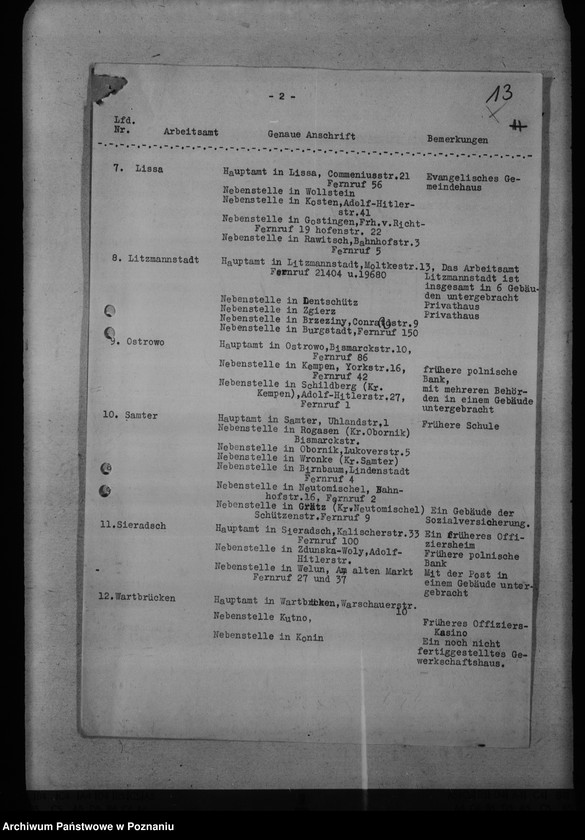 13
- 2 -
Lfd.
Nr. Arbeitsamt Genaue Anschrift Bemerkungen
7. Lissa Hauptamt in Lissa, Commeniusstr.21 Evangelisches Ge-
Fernruf 56 meindehaus
Nebenstelle in Wollstein
Nebenstelle in Kosten,Adolf-Hitler-
str.41
Nebenstelle in Gostingen,Frh.v.Richt-
Fernruf 19 hofenstr. 22
Nebenstelle in Rawitsch,Bahnhofstr.3
Fernruf 5
8. Litzmannstadt Hauptamt in Litzmannstadt,Moltkestr.13, Das Arbeitsamt
Fernruf 21404 u.19680 Litzmannstadt ist
insgesamt in 6 Gebäu-
den untergebracht
Nebenstelle in Dentschütz Privathaus
Nebenstelle in Zgierz Privathaus
Nebenstelle in Brzeziny,Conradstr.9
Nebenstelle in Burgstadt,Fernruf 150
9. Ostrowo Hauptamt in Ostrowo,Bismarckstr.10,
Fernruf 86
Nebenstelle in Kempen, Yorkstr.16, frühere polnische
Fernruf 42 Bank,
Nebenstelle in Schildberg (Kr. mit mehreren Behör-
Kempen),Adolf-Hitlerstr.27, den in einem Gebäude
Fernruf 1 untergebracht
10. Samter Hauptamt in Samter, Uhlandstr,1 Frühere Schule
Nebenstelle in Rogasen (Kr.Obornik)
Bismarckstr.
Nebenstelle in Obornik,Lukoverstr.5
Nebenstelle in Wronke (Kr.Samter)
Nebenstelle in Birnbaum,Lindenstadt
Fernruf 4
Nebenstelle in Neutomischel, Bahn-
hofstr.16, Fernruf 2
Nebenstelle in Grätz (Kr.Neutomischel) Ein Gebäude der
Schützenstr.Fernruf 9 Sozialversicherung.
11.Sieradsch Hauptamt in Sieradsch,Kalischerstr.33 Ein früheres Offi-
Fernruf 100 ziersheim
Nebenstelle in Zdunska-Woly,Adolf- Frühere polnische
Hitlerstr. Bank
Nebenstelle in Welun, Am alten Markt Mit der Post in
Fernruf 27 und 37 einem Gebäude unter-
gebracht
12.Wartbrücken Hauptamt in Wartbrücken,Warschauerstr.
10
Nebenstelle Kutno, Früheres Offiziers-
Kasino
Nebenstelle in Konin Ein noch nicht
fertiggestelltes Ge-
werkschaftshaus.
Archiwum Państwowe w Poznaniu